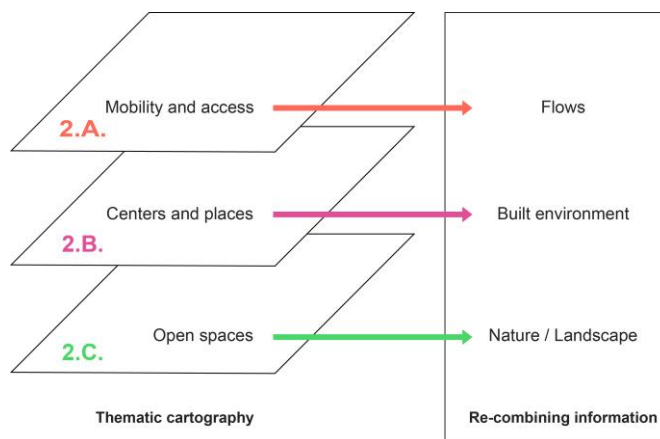 Mobility and access
Flows
2.A.
Centers and places
Built environment
2.B.
Open spaces
Nature / Landscape
2.C.
Thematic cartography
Re-combining information